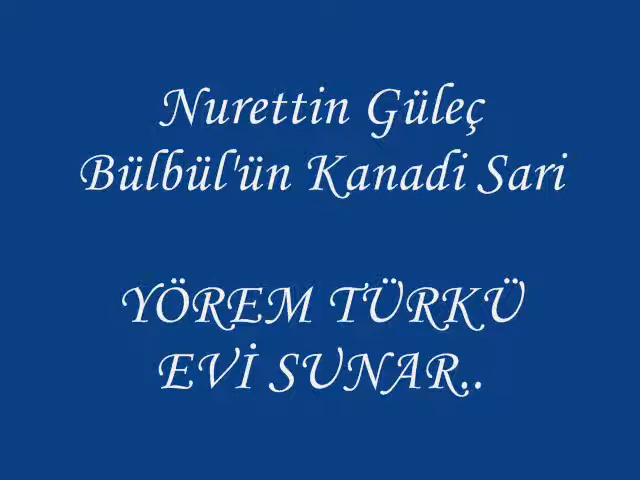 Nurettin Güleç
Bülbül'ün Kanadi Sari
YÖREM TÜRKÜ
EVİ SUNAR..